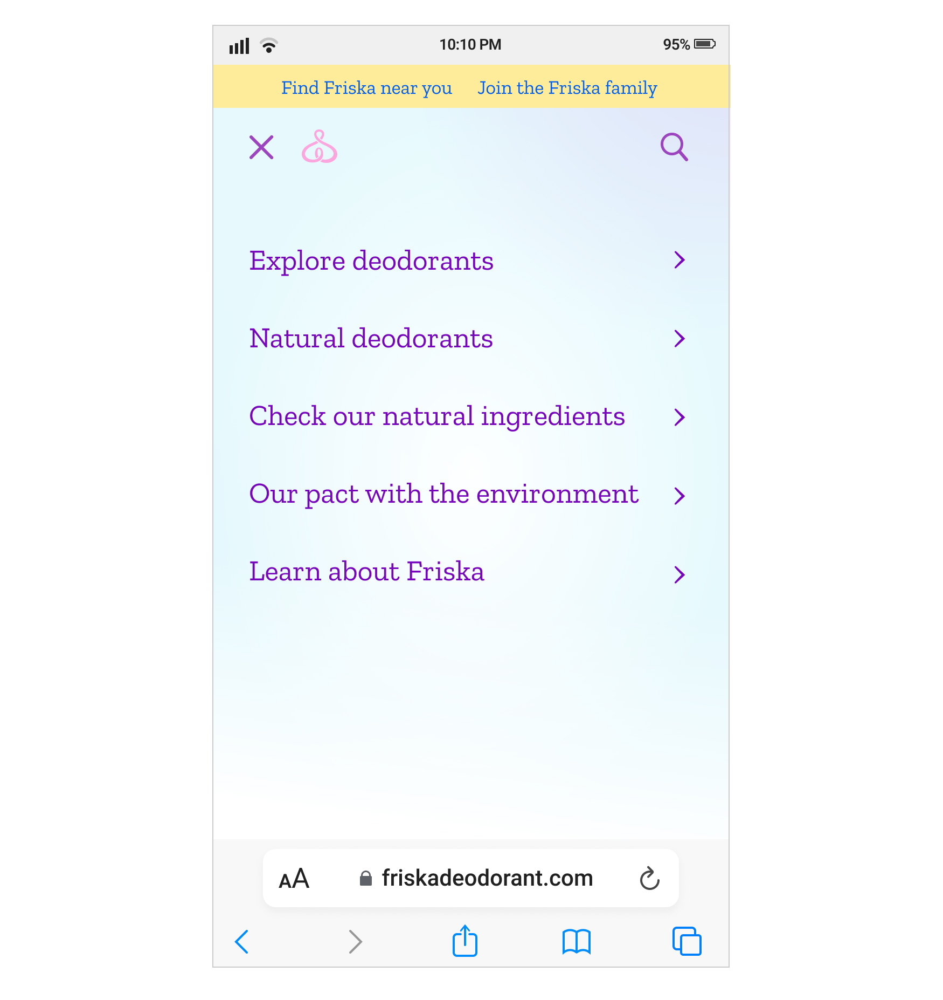 10:10 PM 95%
Find Friska near you Join the Friska family
Explore deodorants
Natural deodorants
Check our natural ingredients
Our pact with the environment
Learn about Friska
AA friskadeodorant.com